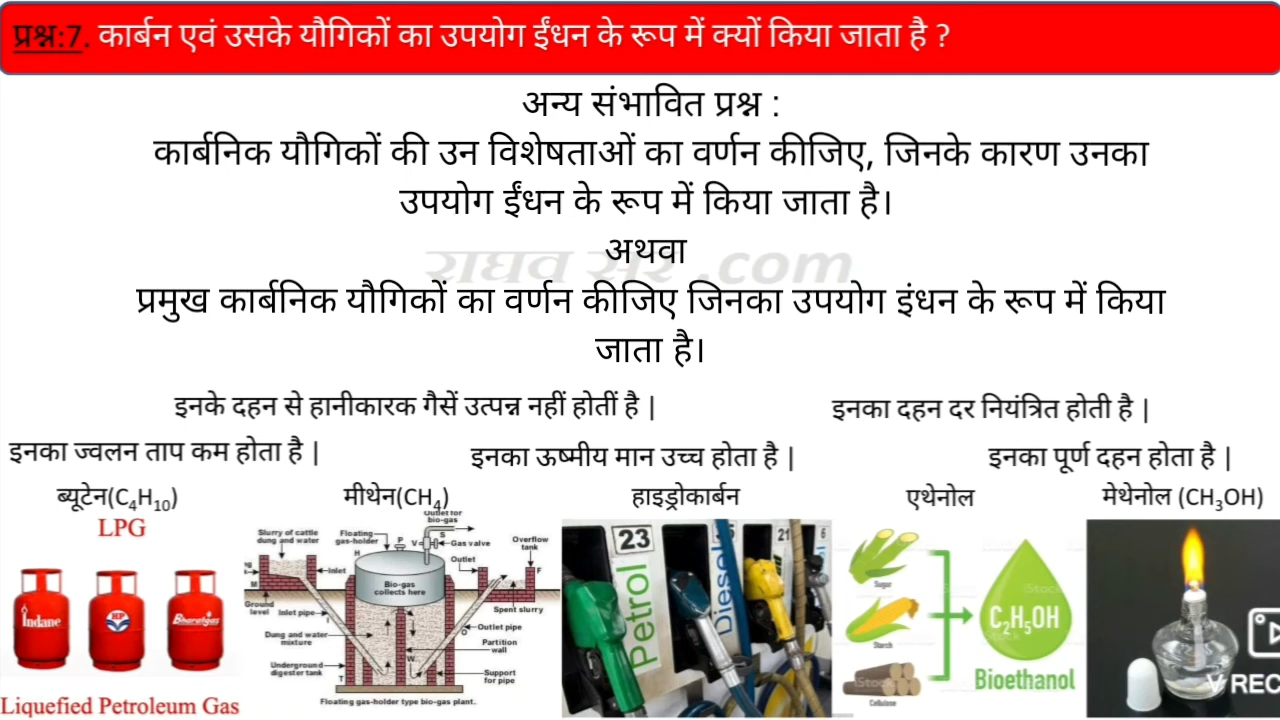 प्रश्न:7. कार्बन एवं उसके यौगिकों का उपयोग ईंधन के रूप में क्यों किया जाता है ?
अन्य संभावित प्रश्न :
कार्बनिक यौगिकों की उन विशेषताओं का वर्णन कीजिए, जिनके कारण उनका
उपयोग ईंधन के रूप में किया जाता है।
अथवा
राघव सर .com
प्रमुख कार्बनिक यौगिकों का वर्णन कीजिए जिनका उपयोग इंधन के रूप में किया
जाता है।
इनके दहन से हानीकारक गैसें उत्पन्न नहीं होतीं है |
इनका दहन दर नियंत्रित होती है |
इनका ज्वलन ताप कम होता है |
इनका ऊष्मीय मान उच्च होता है |
इनका पूर्ण दहन होता है |
ब्यूटेन(C₄H₁₀)
मीथेन(CH₄)
हाइड्रोकार्बन
एथेनोल
मेथेनोल (CH₃OH)
LPG
Indane
HP
Bharatgas
Liquefied Petroleum Gas
Slurry of cattle
dung and water
Floating
gas-holder
H
P
V
S
Outlet for
bio-gas
Gas valve
Overflow
tank
Inlet
M
Bio-gas
collects here
Outlet
F
Ground
level
Inlet pipe
I
Spent slurry
Dung and water
mixture
O
Outlet pipe
Partition
wall
W
Underground
digester tank
T
Support
for pipe
Floating gas-holder type bio-gas plant.
23
21
6
Petrol
Diesel
Sugar
Starch
Cellulose
iStock
C₂H₅OH
Bioethanol
V REC